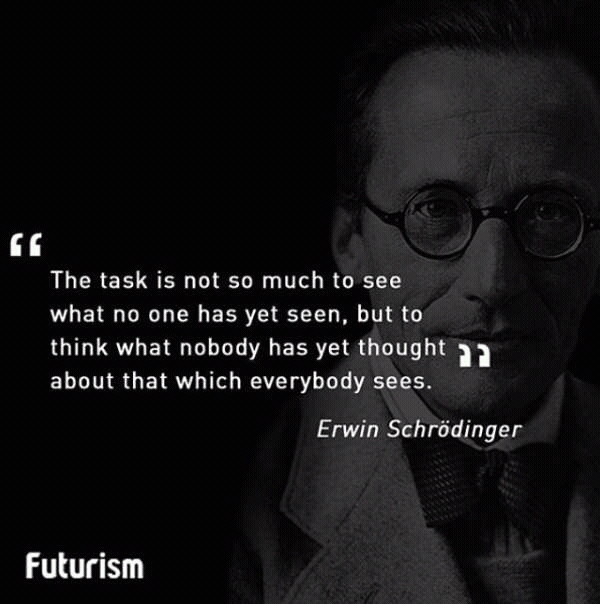 “
The task is not so much to see
what no one has yet seen, but to
think what nobody has yet thought
about that which everybody sees. ”
Erwin Schrödinger
Futurism